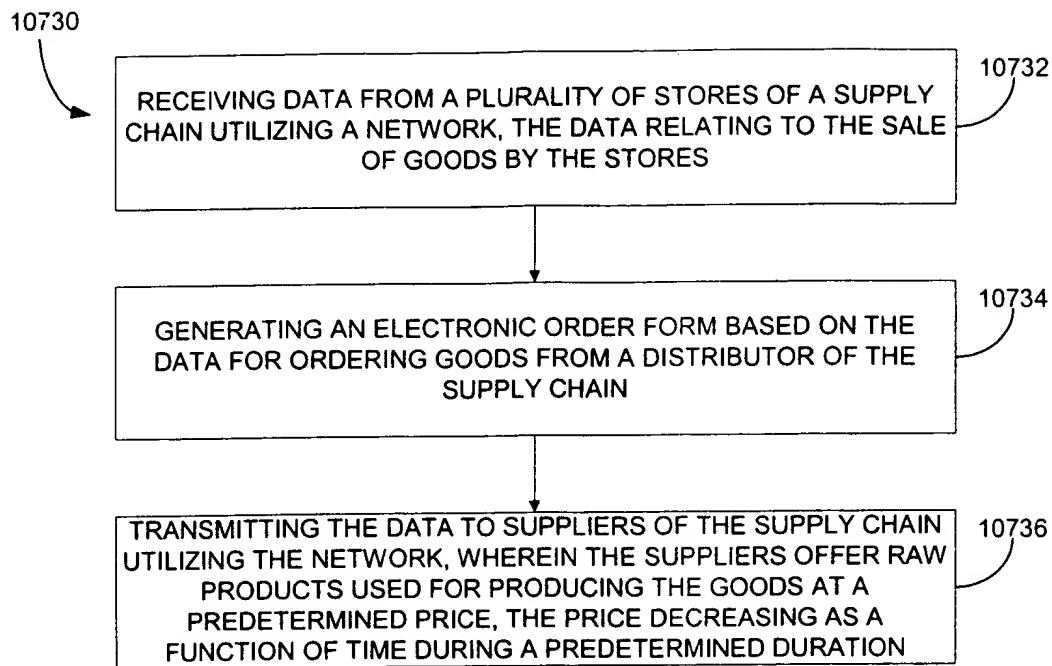 10730
10732
RECEIVING DATA FROM A PLURALITY OF STORES OF A SUPPLY
CHAIN UTILIZING A NETWORK, THE DATA RELATING TO THE SALE
OF GOODS BY THE STORES
10734
GENERATING AN ELECTRONIC ORDER FORM BASED ON THE
DATA FOR ORDERING GOODS FROM A DISTRIBUTOR OF THE
SUPPLY CHAIN
10736
TRANSMITTING THE DATA TO SUPPLIERS OF THE SUPPLY CHAIN
UTILIZING THE NETWORK, WHEREIN THE SUPPLIERS OFFER RAW
PRODUCTS USED FOR PRODUCING THE GOODS AT A
PREDETERMINED PRICE, THE PRICE DECREASING AS A
FUNCTION OF TIME DURING A PREDETERMINED DURATION